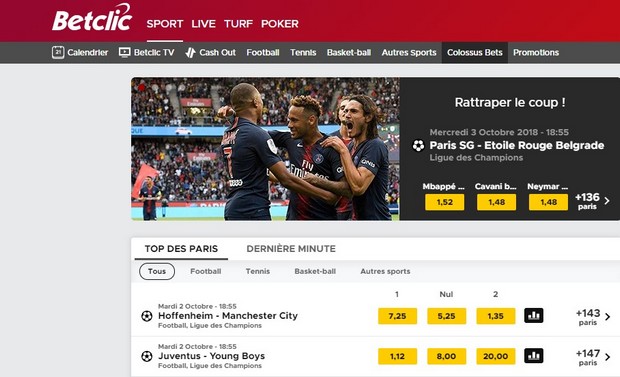 Betclic
SPORT LIVE TURF POKER
21 Calendrier Betclic TV Cash Out Football Tennis Basket-ball Autres Sports Colossus Bets Promotions
Rattraper le coup !
Mercredi 3 Octobre 2018 - 18:55
Paris SG - Etoile Rouge Belgrade
Ligue des Champions
Mbappé ... Cavani b... Neymar ...
1,52 1,48 1,48 +136
paris
TOP DES PARIS DERNIÈRE MINUTE
Tous Football Tennis Basket-ball Autres sports
1 Nul 2
Mardi 2 Octobre - 18:55
Hoffenheim - Manchester City
Football, Ligue des Champions
7,25 5,25 1,35 +143
paris
Mardi 2 Octobre - 18:55
Juventus - Young Boys
Football, Ligue des Champions
1,12 8,00 20,00 +147
paris